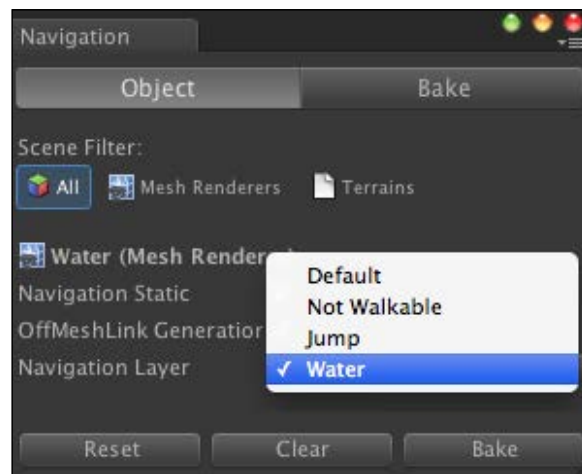 Navigation
Object Bake
Scene Filter:
All Mesh Renderers Terrains
Water (Mesh Render
Default
Navigation Static
Not Walkable
OffMeshLink Generation
Jump
Navigation Layer ✓ Water
Reset Clear Bake